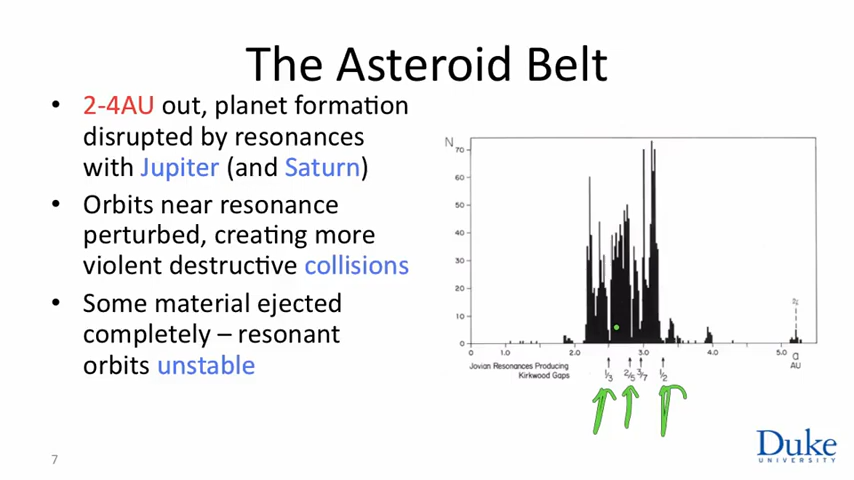 The Asteroid Belt
• 2-4AU out, planet formation
disrupted by resonances
with Jupiter (and Saturn)
• Orbits near resonance
perturbed, creating more
violent destructive collisions
• Some material ejected
completely – resonant
orbits unstable
N
70
60
50
40
30
20
10
0
0 1.0 2.0 3.0 4.0 5.0 a
AU
Jovian Resonances Producing
Kirkwood Gaps
1/3 2/5 3/7 1/2
7
Duke
UNIVERSITY